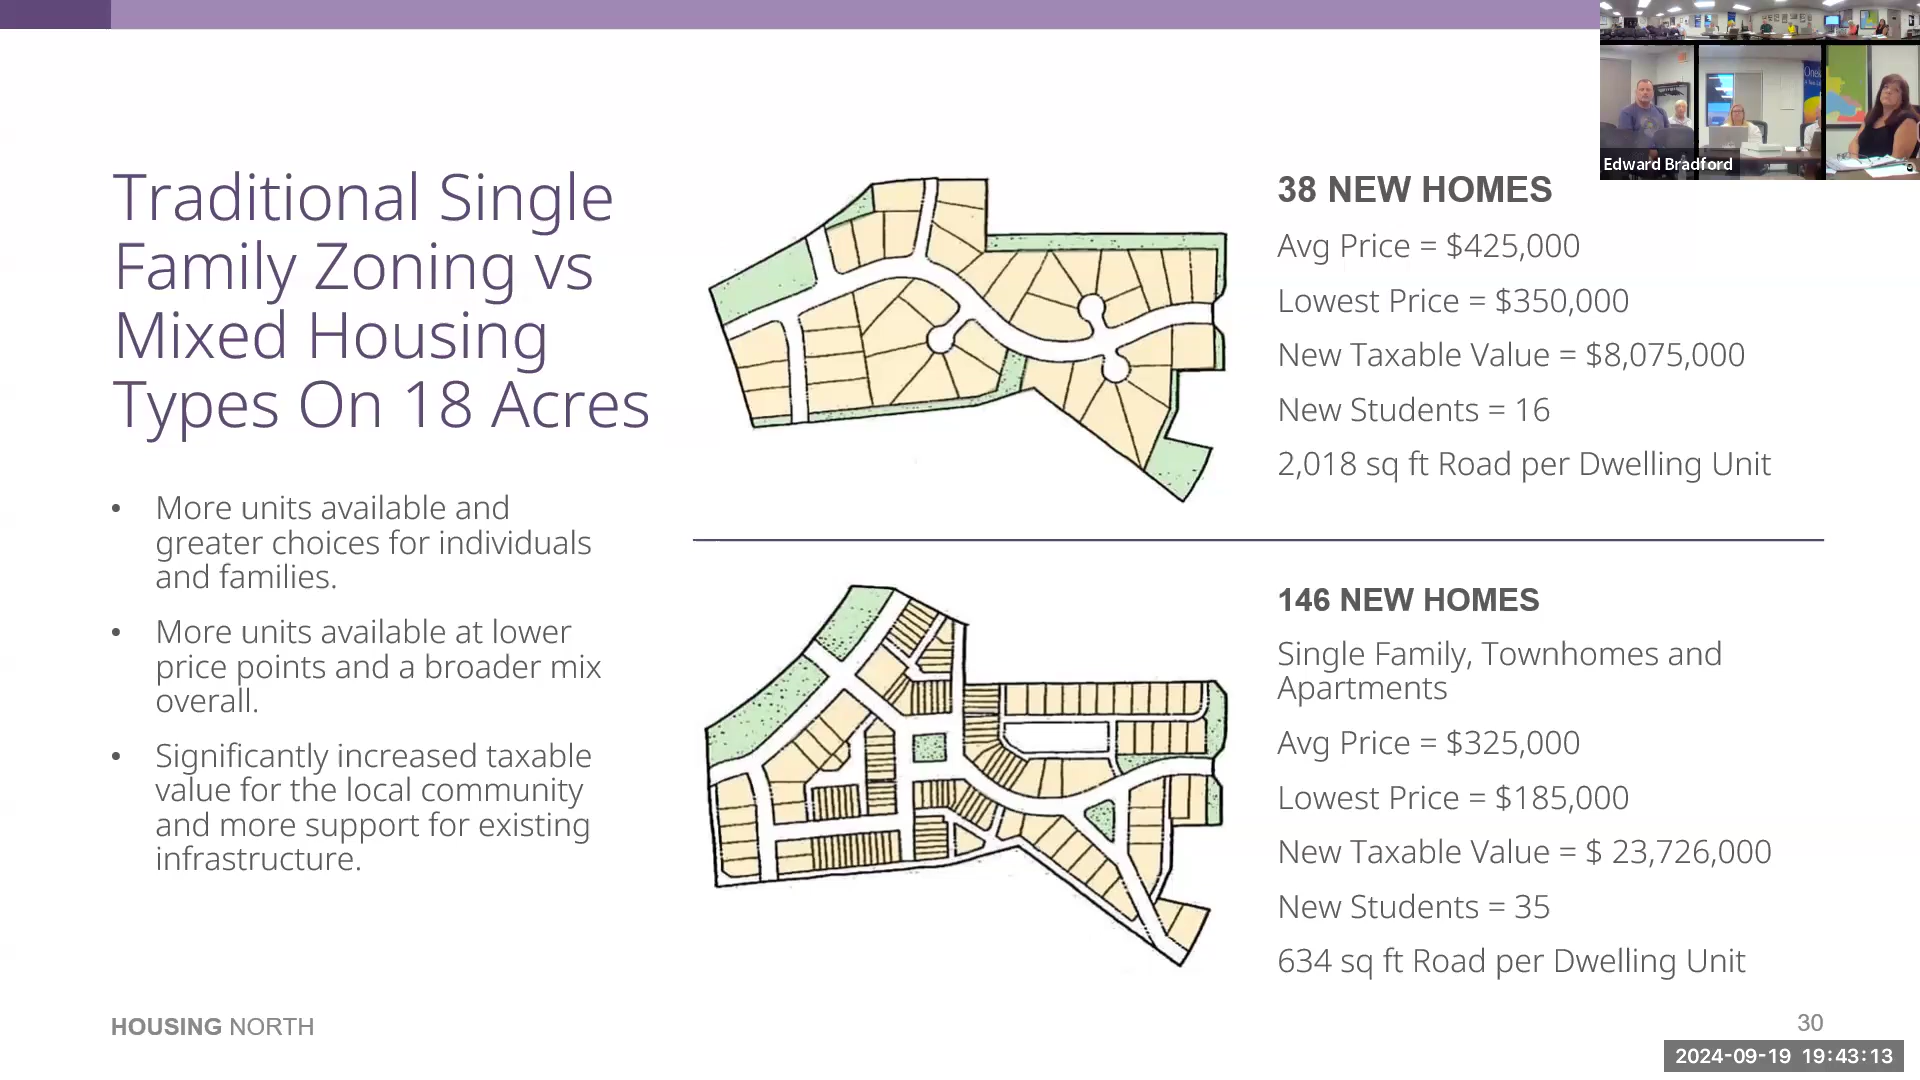 Traditional Single
Family Zoning vs
Mixed Housing
Types On 18 Acres
• More units available and
greater choices for individuals
and families.
• More units available at lower
price points and a broader mix
overall.
• Significantly increased taxable
value for the local community
and more support for existing
infrastructure.
38 NEW HOMES
Avg Price = $425,000
Lowest Price = $350,000
New Taxable Value = $8,075,000
New Students = 16
2,018 sq ft Road per Dwelling Unit
146 NEW HOMES
Single Family, Townhomes and
Apartments
Avg Price = $325,000
Lowest Price = $185,000
New Taxable Value = $ 23,726,000
New Students = 35
634 sq ft Road per Dwelling Unit
HOUSING NORTH
30
Edward Bradford
2024-09-19 19:43:13